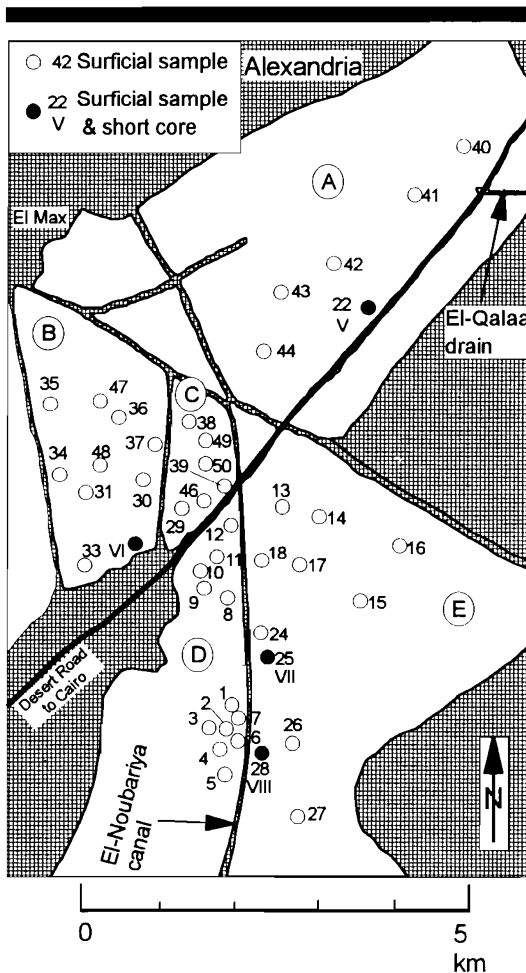 42 Surficial sample
22 Surficial sample
V & short core
Alexandria
40
A
41
El Max
42
43
22
V
El-Qalaa
drain
B
44
C
35
47
36
38
37
49
34
48
39
50
31
30
46
13
29
12
14
33
VI
11
18
17
16
10
9
8
15
E
24
D
25
VII
Desert Road
to Cairo
1
2
3
7
6
26
4
5
28
VIII
27
El-Noubariya
canal
N
0
5
km